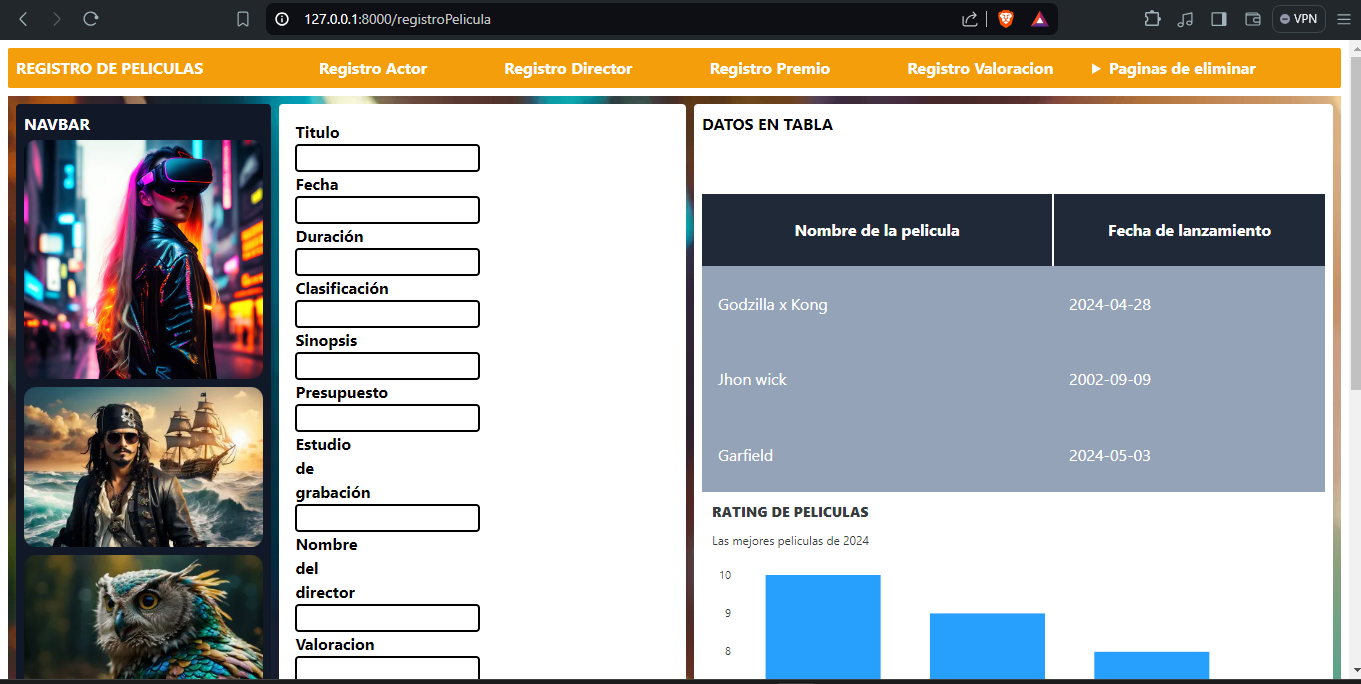 127.0.0.1:8000/registroPelicula
VPN
REGISTRO DE PELICULAS
Registro Actor
Registro Director
Registro Premio
Registro Valoracion
Paginas de eliminar
NAVBAR
Titulo
Fecha
Duración
Clasificación
Sinopsis
Presupuesto
Estudio
de
grabación
Nombre
del
director
Valoracion
DATOS EN TABLA
Nombre de la pelicula
Fecha de lanzamiento
Godzilla x Kong
2024-04-28
Jhon wick
2002-09-09
Garfield
2024-05-03
RATING DE PELICULAS
Las mejores peliculas de 2024
10
9
8